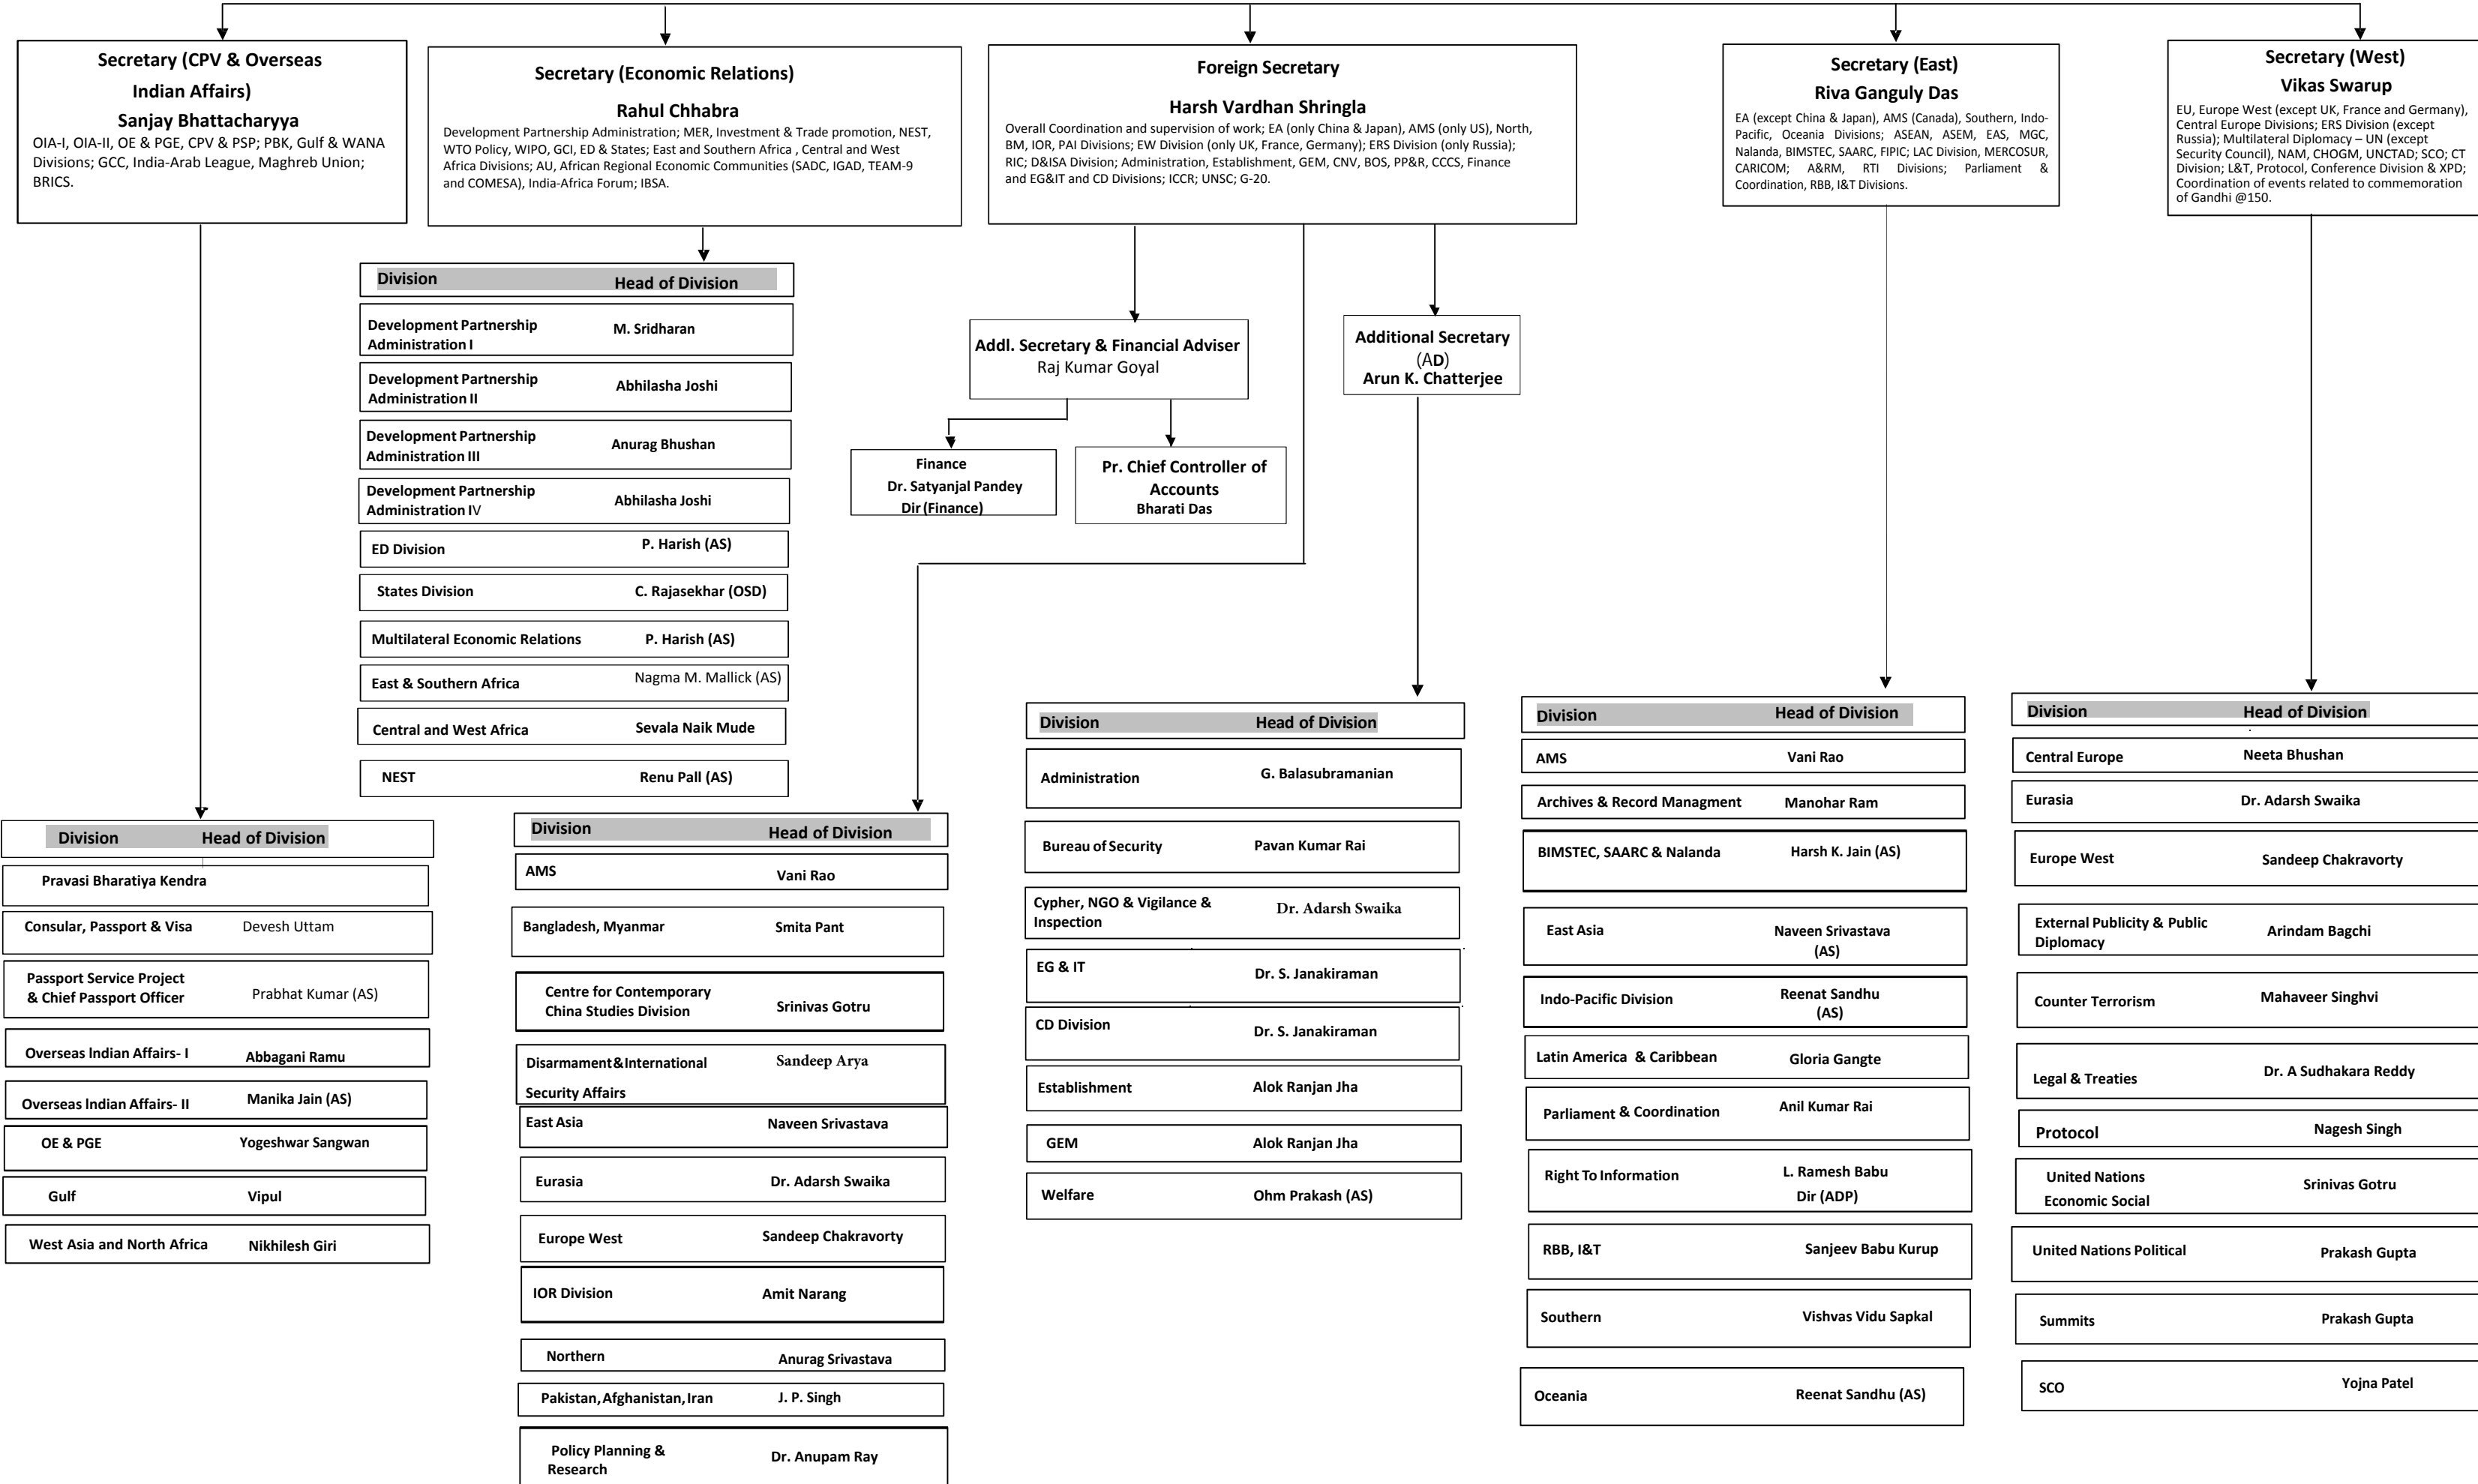 Secretary (CPV & Overseas
Indian Affairs)
Sanjay Bhattacharyya
OIA-I, OIA-II, OE & PGE, CPV & PSP; PBK, Gulf & WANA
Divisions; GCC, India-Arab League, Maghreb Union;
BRICS.
Secretary (Economic Relations)
Rahul Chhabra
Development Partnership Administration; MER, Investment & Trade promotion, NEST,
WTO Policy, WIPO, GCI, ED & States; East and Southern Africa , Central and West
Africa Divisions; AU, African Regional Economic Communities (SADC, IGAD, TEAM-9
and COMESA), India-Africa Forum; IBSA.
Foreign Secretary
Harsh Vardhan Shringla
Overall Coordination and supervision of work; EA (only China & Japan), AMS (only US), North,
BM, IOR, PAI Divisions; EW Division (only UK, France, Germany); ERS Division (only Russia);
RIC; D&ISA Division; Administration, Establishment, GEM, CNV, BOS, PP&R, CCCS, Finance
and EG&IT and CD Divisions; ICCR; UNSC; G-20.
Secretary (East)
Riva Ganguly Das
EA (except China & Japan), AMS (Canada), Southern, Indo-
Pacific, Oceania Divisions; ASEAN, ASEM, EAS, MGC,
Nalanda, BIMSTEC, SAARC, FIPIC; LAC Division, MERCOSUR,
CARICOM; A&RM, RTI Divisions; Parliament &
Coordination, RBB, I&T Divisions.
Secretary (West)
Vikas Swarup
EU, Europe West (except UK, France and Germany),
Central Europe Divisions; ERS Division (except
Russia); Multilateral Diplomacy – UN (except
Security Council), NAM, CHOGM, UNCTAD; SCO; CT
Division; L&T, Protocol, Conference Division & XPD;
Coordination of events related to commemoration
of Gandhi @150.
Division Head of Division
Development Partnership
Administration I M. Sridharan
Development Partnership
Administration II Abhilasha Joshi
Development Partnership
Administration III Anurag Bhushan
Development Partnership
Administration IV Abhilasha Joshi
ED Division P. Harish (AS)
States Division C. Rajasekhar (OSD)
Multilateral Economic Relations P. Harish (AS)
East & Southern Africa Nagma M. Mallick (AS)
Central and West Africa Sevala Naik Mude
NEST Renu Pall (AS)
Addl. Secretary & Financial Adviser
Raj Kumar Goyal
Additional Secretary
(AD)
Arun K. Chatterjee
Finance
Dr. Satyanjal Pandey
Dir (Finance)
Pr. Chief Controller of
Accounts
Bharati Das
Division Head of Division
Pravasi Bharatiya Kendra
Consular, Passport & Visa Devesh Uttam
Passport Service Project
& Chief Passport Officer Prabhat Kumar (AS)
Overseas Indian Affairs- I Abbagani Ramu
Overseas Indian Affairs- II Manika Jain (AS)
OE & PGE Yogeshwar Sangwan
Gulf Vipul
West Asia and North Africa Nikhilesh Giri
Division Head of Division
AMS Vani Rao
Bangladesh, Myanmar Smita Pant
Centre for Contemporary
China Studies Division Srinivas Gotru
Disarmament&International Sandeep Arya
Security Affairs
East Asia Naveen Srivastava
Eurasia Dr. Adarsh Swaika
Europe West Sandeep Chakravorty
IOR Division Amit Narang
Northern Anurag Srivastava
Pakistan, Afghanistan, Iran J. P. Singh
Policy Planning &
Research Dr. Anupam Ray
Division Head of Division
Administration G. Balasubramanian
Bureau of Security Pavan Kumar Rai
Cypher, NGO & Vigilance &
Inspection Dr. Adarsh Swaika
EG & IT Dr. S. Janakiraman
CD Division Dr. S. Janakiraman
Establishment Alok Ranjan Jha
GEM Alok Ranjan Jha
Welfare Ohm Prakash (AS)
Division Head of Division
AMS Vani Rao
Archives & Record Managment Manohar Ram
BIMSTEC, SAARC & Nalanda Harsh K. Jain (AS)
East Asia Naveen Srivastava
(AS)
Indo-Pacific Division Reenat Sandhu
(AS)
Latin America & Caribbean Gloria Gangte
Parliament & Coordination Anil Kumar Rai
Right To Information L. Ramesh Babu
Dir (ADP)
RBB, I&T Sanjeev Babu Kurup
Southern Vishvas Vidu Sapkal
Oceania Reenat Sandhu (AS)
Division Head of Division
Central Europe Neeta Bhushan
Eurasia Dr. Adarsh Swaika
Europe West Sandeep Chakravorty
External Publicity & Public
Diplomacy Arindam Bagchi
Counter Terrorism Mahaveer Singhvi
Legal & Treaties Dr. A Sudhakara Reddy
Protocol Nagesh Singh
United Nations
Economic Social Srinivas Gotru
United Nations Political Prakash Gupta
Summits Prakash Gupta
SCO Yojna Patel